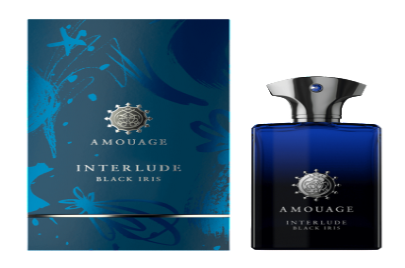 AMOUAGE
INTERLUDE
BLACK IRIS
AMOUAGE
INTERLUDE
BLACK IRIS